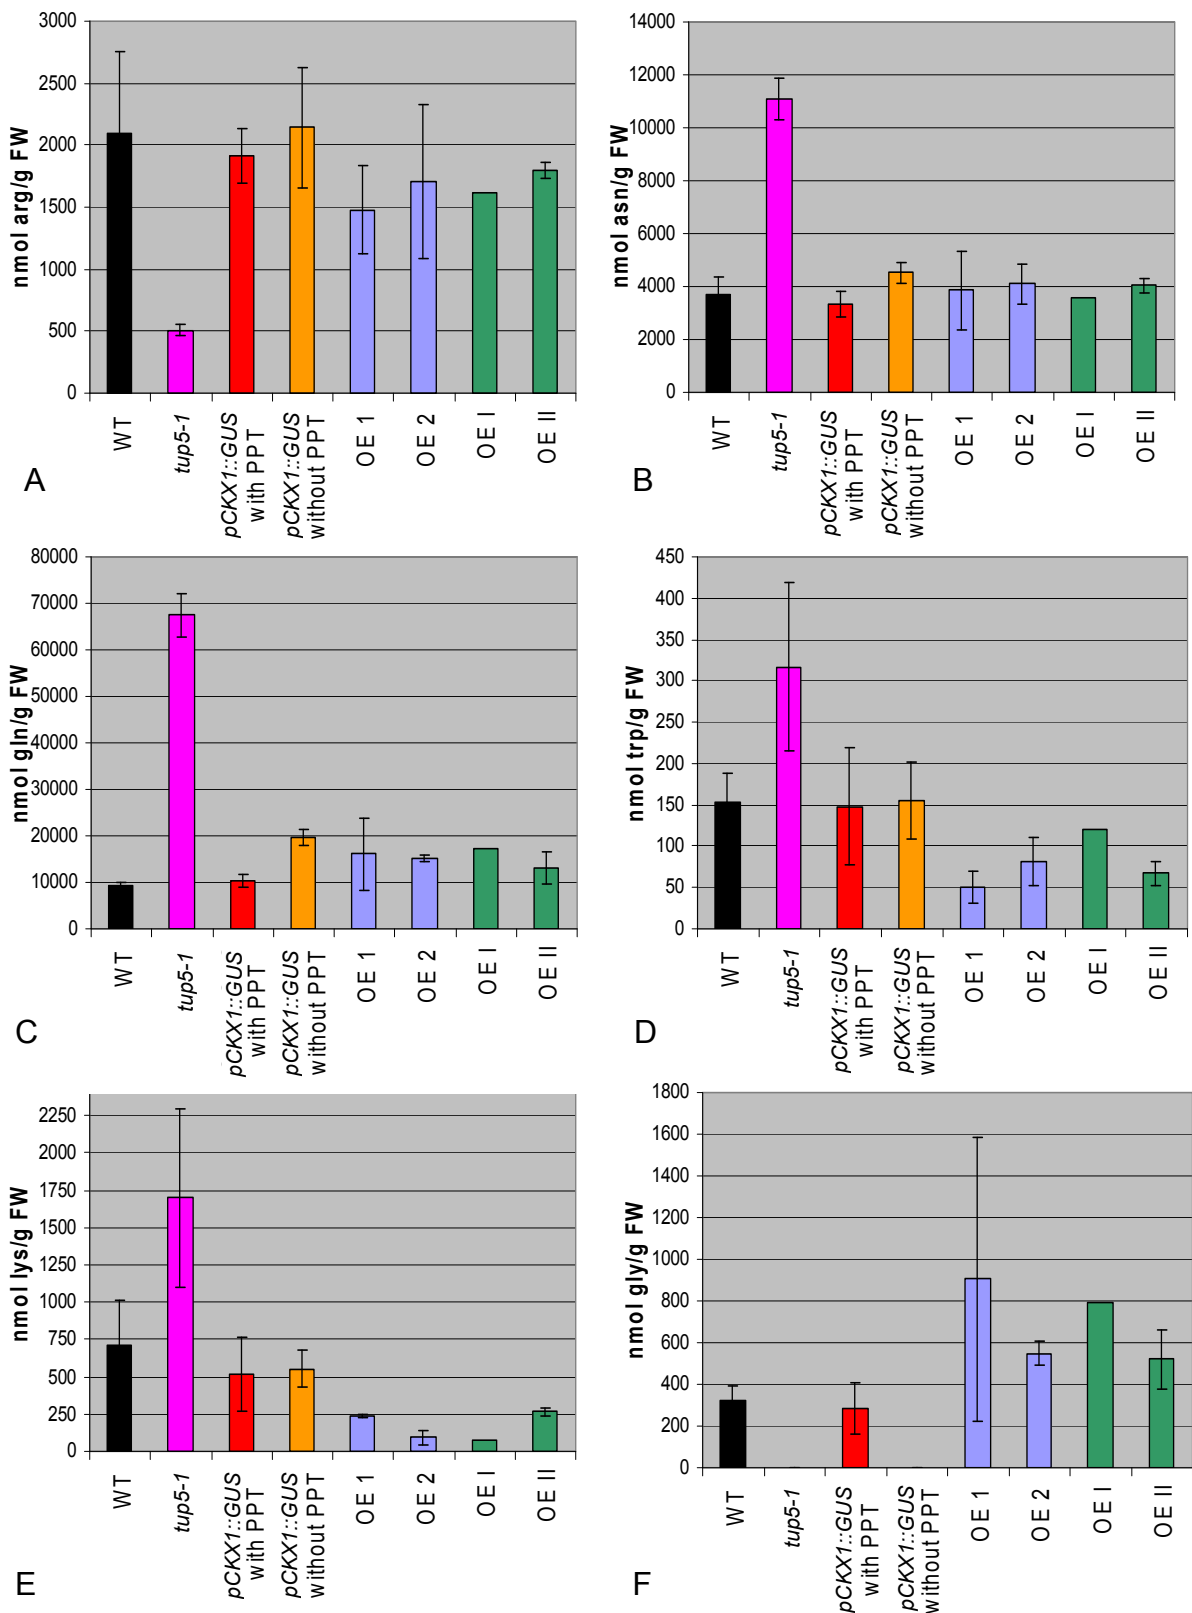 3000
2500
2000
1500
1000
500
0
nmol arg/g FW
WT
tup5-1
pCKX1::GUS
with PPT
pCKX1::GUS
without PPT
OE 1
OE 2
OE I
OE II
A
14000
12000
10000
8000
6000
4000
2000
0
nmol asn/g FW
WT
tup5-1
pCKX1::GUS
with PPT
pCKX1::GUS
without PPT
OE 1
OE 2
OE I
OE II
B
80000
70000
60000
50000
40000
30000
20000
10000
0
nmol gln/g FW
WT
tup5-1
pCKX1::GUS
with PPT
pCKX1::GUS
without PPT
OE 1
OE 2
OE I
OE II
C
450
400
350
300
250
200
150
100
50
0
nmol trp/g FW
WT
tup5-1
pCKX1::GUS
with PPT
pCKX1::GUS
without PPT
OE 1
OE 2
OE I
OE II
D
2250
2000
1750
1500
1250
1000
750
500
250
0
nmol lys/g FW
WT
tup5-1
pCKX1::GUS
with PPT
pCKX1::GUS
without PPT
OE 1
OE 2
OE I
OE II
E
1800
1600
1400
1200
1000
800
600
400
200
0
nmol gly/g FW
WT
tup5-1
pCKX1::GUS
with PPT
pCKX1::GUS
without PPT
OE 1
OE 2
OE I
OE II
F